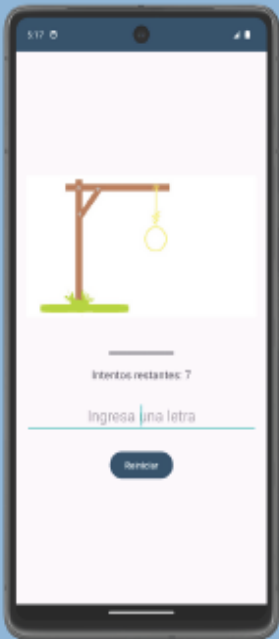 5:17
Intentos restantes: 7
Ingresa una letra
Reiniciar